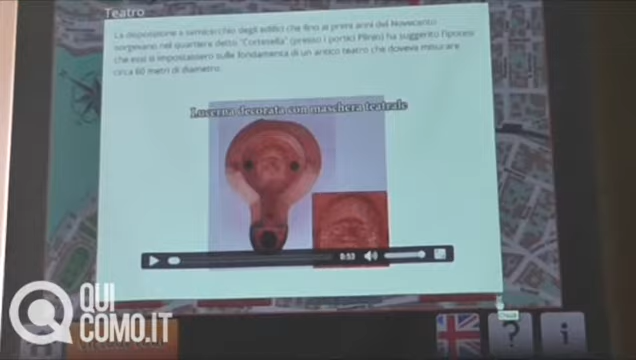 Teatro
La disposizione a semicerchio degli edifici che fino ai primi anni del Novecento
sorgevano nel quartiere detto "Cortesella" (presso i portici Plinio) ha suggerito l'ipotesi
che essi si impostassero sulle fondamenta di un antico teatro che doveva misurare
circa 60 metri di diametro.
Lucerna decorata con maschera teatrale
0:53
QUI
COMO.IT
?
i